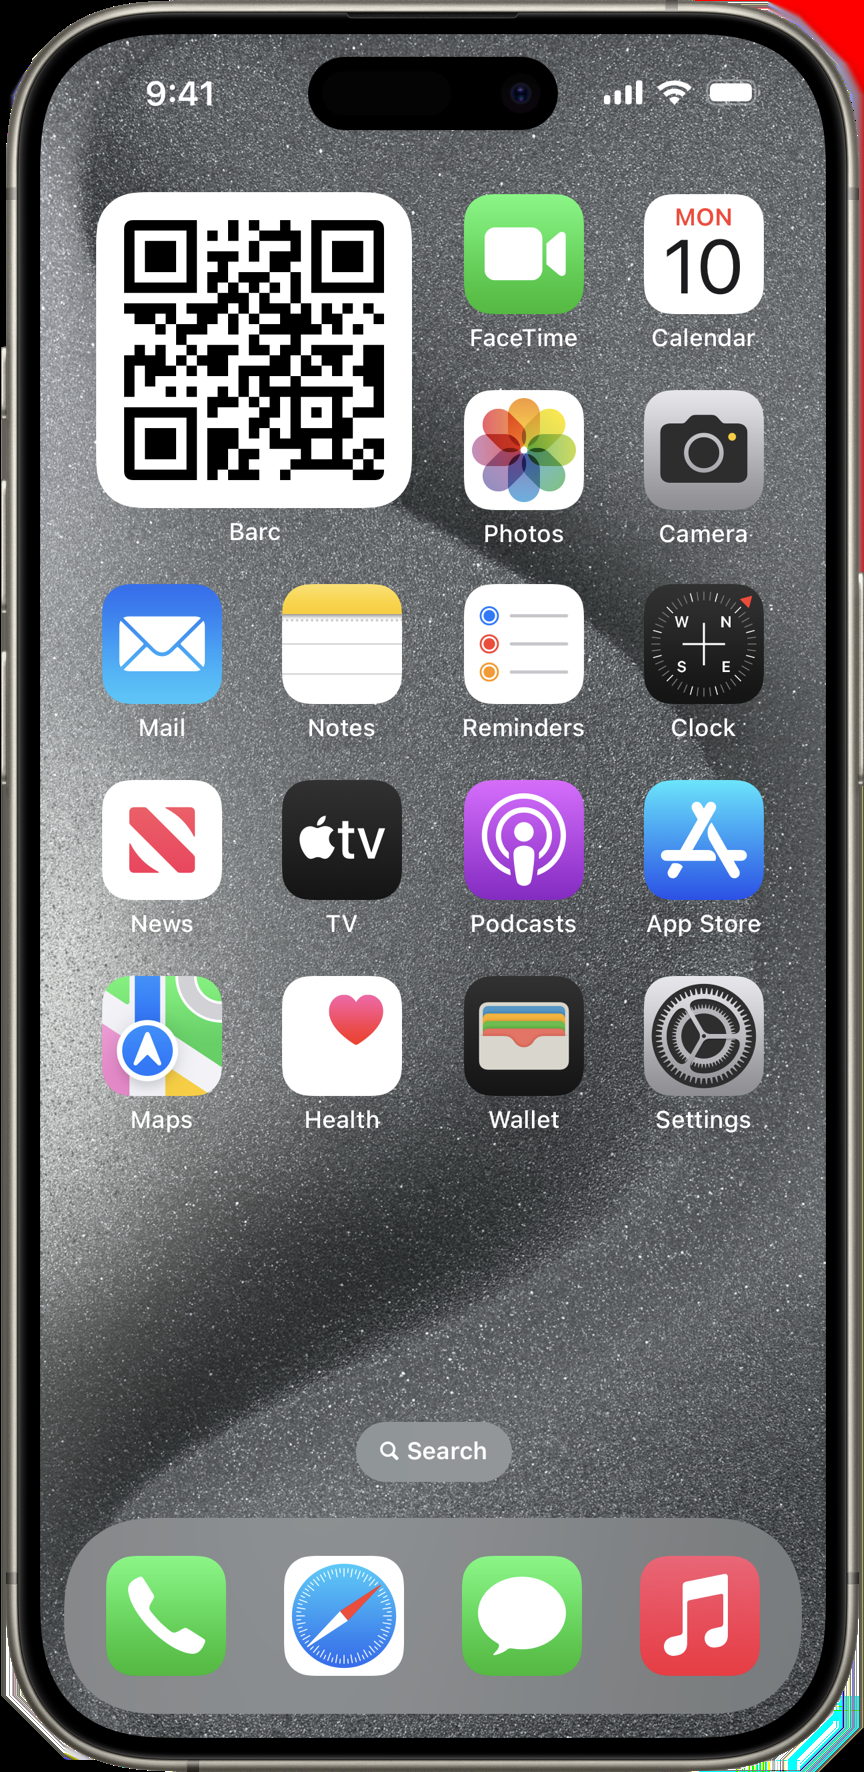 9:41
MON
10
FaceTime
Calendar
Barc
Photos
Camera
W N
S E
Mail
Notes
Reminders
Clock
tv
News
TV
Podcasts
App Store
Maps
Health
Wallet
Settings
Search